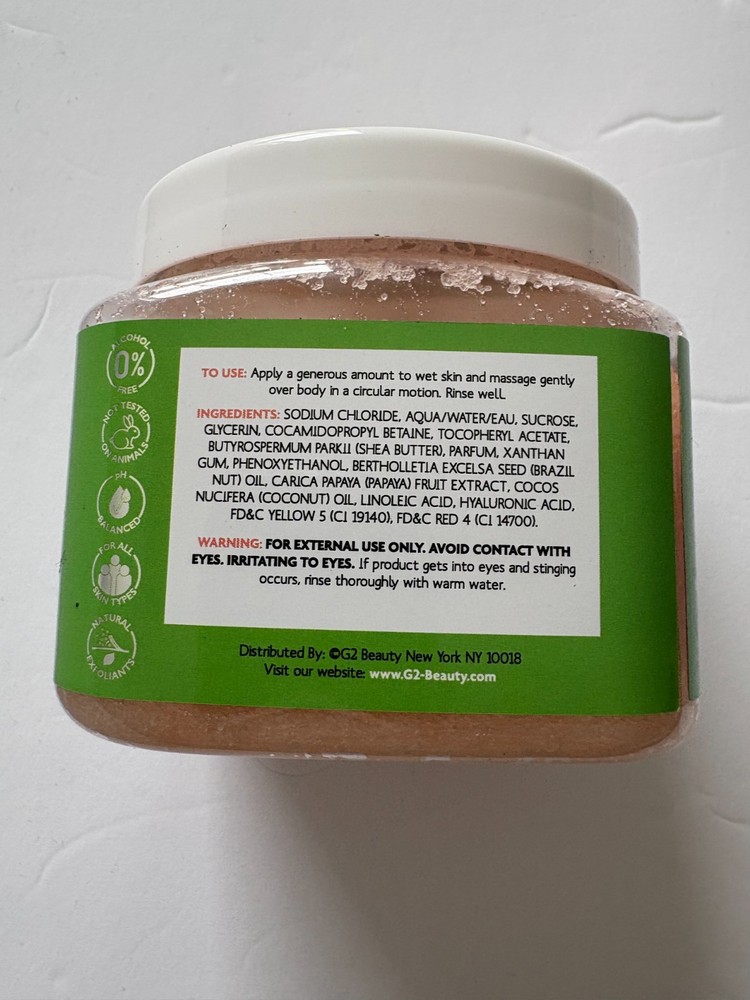 ALCOHOL
0%
FREE
NOT TESTED
ON ANIMALS
pH
BALANCED
FOR ALL
SKIN TYPES
NATURAL
EXFOLIANTS
TO USE: Apply a generous amount to wet skin and massage gently
over body in a circular motion. Rinse well.
INGREDIENTS: SODIUM CHLORIDE, AQUA/WATER/EAU, SUCROSE,
GLYCERIN, COCAMIDOPROPYL BETAINE, TOCOPHERYL ACETATE,
BUTYROSPERMUM PARKII (SHEA BUTTER), PARFUM, XANTHAN
GUM, PHENOXYETHANOL, BERTHOLLETIA EXCELSA SEED (BRAZIL
NUT) OIL, CARICA PAPAYA (PAPAYA) FRUIT EXTRACT, COCOS
NUCIFERA (COCONUT) OIL, LINOLEIC ACID, HYALURONIC ACID,
FD&C YELLOW 5 (CI 19140), FD&C RED 4 (CI 14700).
WARNING: FOR EXTERNAL USE ONLY. AVOID CONTACT WITH
EYES. IRRITATING TO EYES. If product gets into eyes and stinging
occurs, rinse thoroughly with warm water.
Distributed By: ©G2 Beauty New York NY 10018
Visit our website: www.G2-Beauty.com